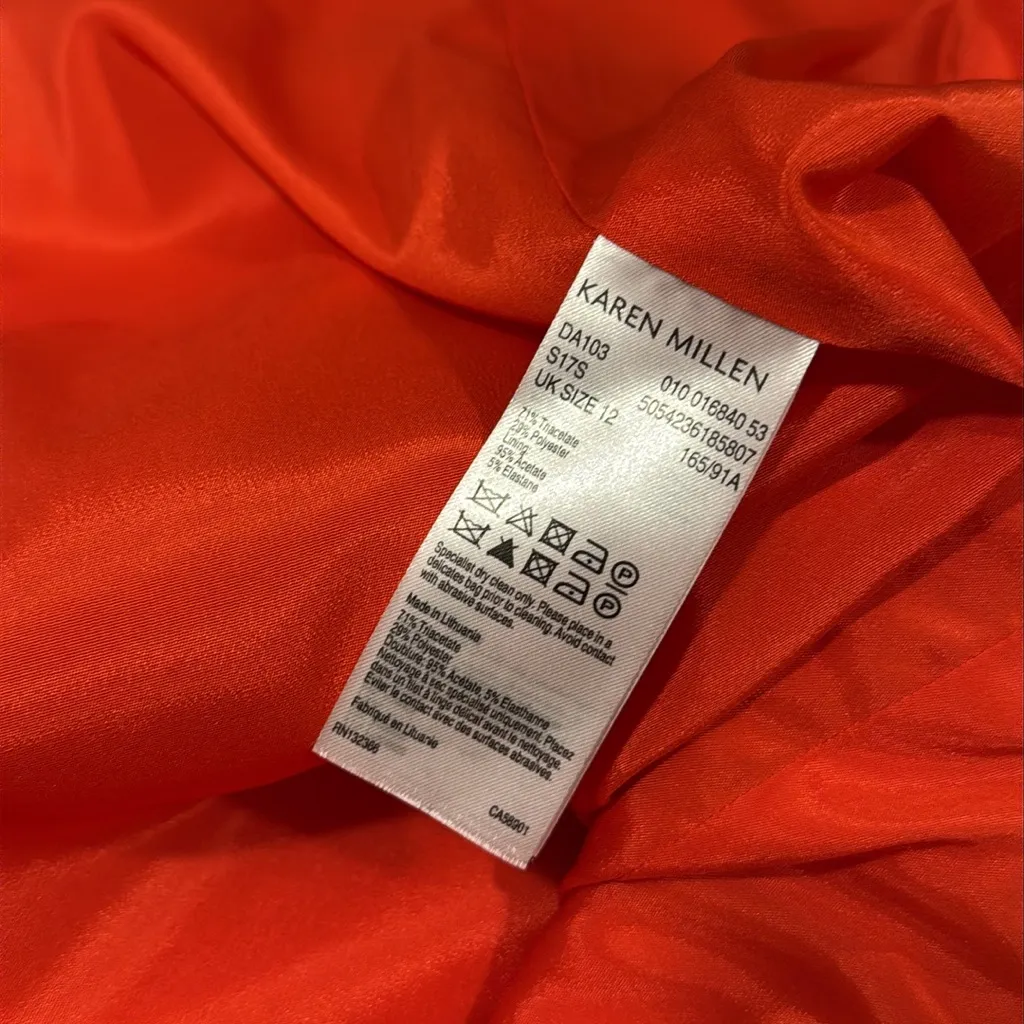 KAREN MILLEN
DA103 010 016840 53
S17S 5054236185807
UK SIZE 12 165/91A
71% Triacetate
29% Polyester
Lining:
95% Acetate
5% Elastane
P
P
Specialist dry clean only. Please place in a
delicates bag prior to cleaning. Avoid contact
with abrasive surfaces.
Made in Lithuania
71% Triacetate
29% Polyester
Doublure: 95% Acétate, 5% Elasthanne
Nettoyage à sec spécialisé uniquement. Placez
dans un filet à linge délicat avant le nettoyage.
Eviter le contact avec des surfaces abrasives.
Fabriqué en Lituanie
RN132366
CA58901